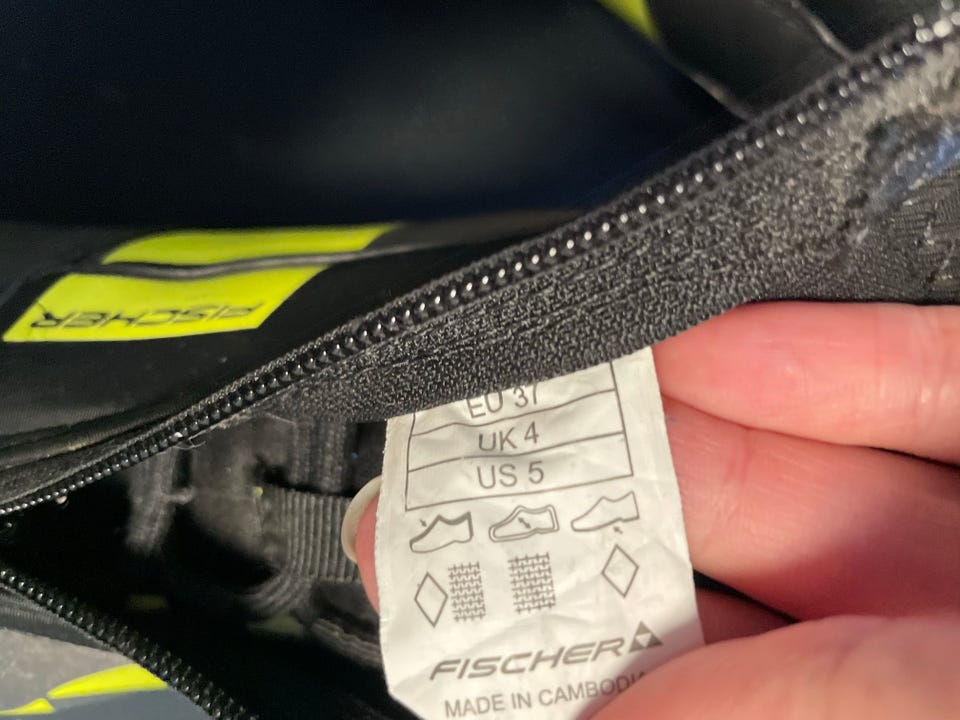 FISCHER
EU 37
UK 4
US 5
FISCHER
MADE IN CAMBODIA